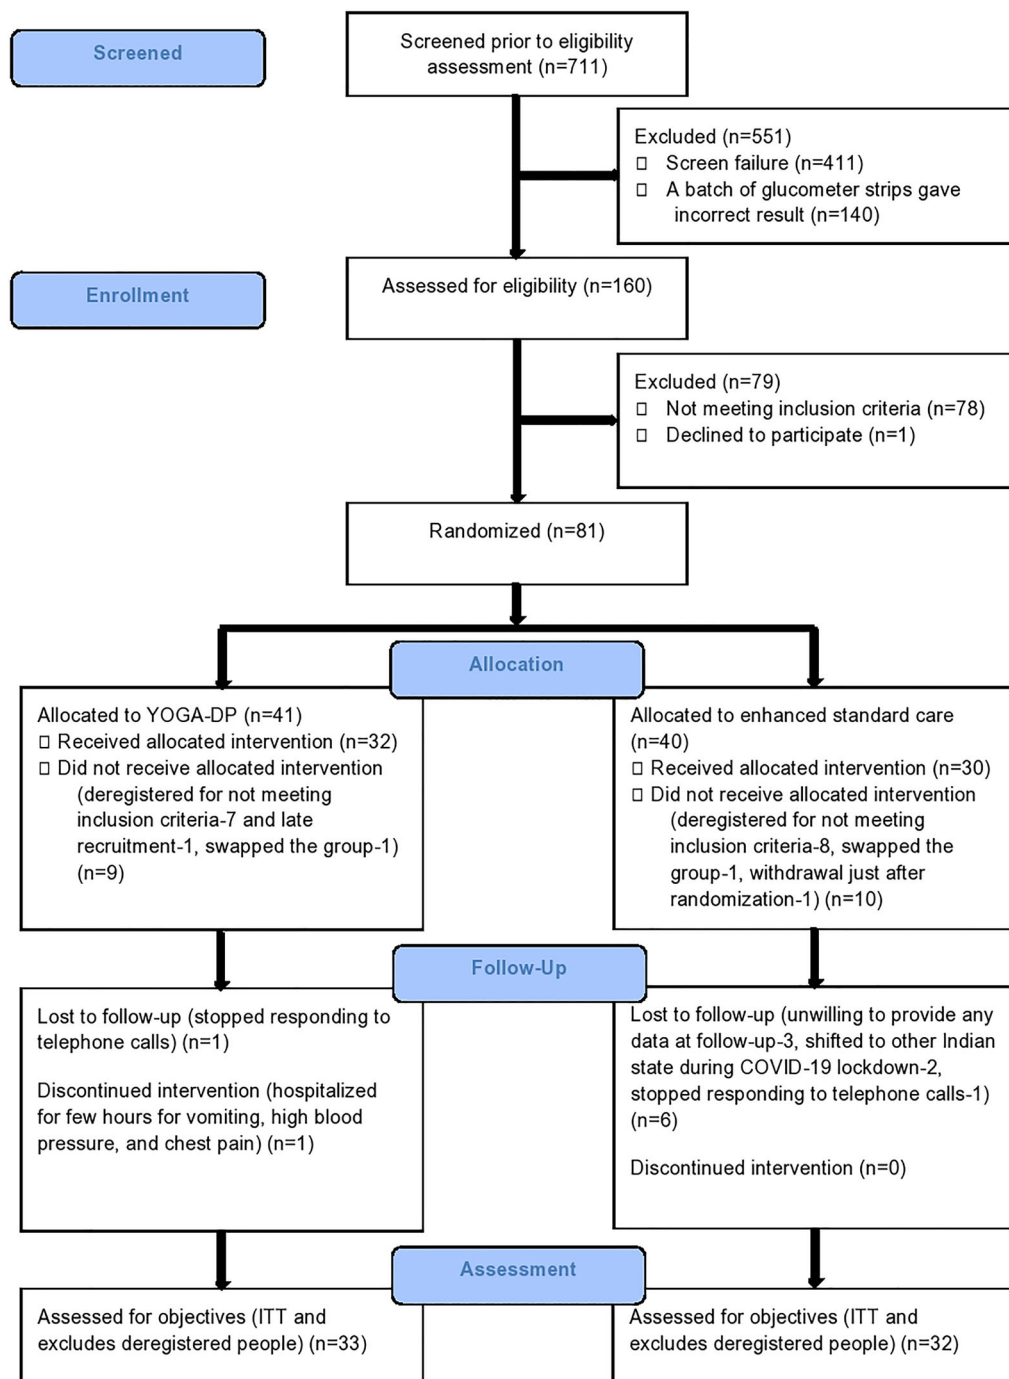 Screened
Screened prior to eligibility
assessment (n=711)
Excluded (n=551)
▯ Screen failure (n=411)
▯ A batch of glucometer strips gave
incorrect result (n=140)
Enrollment
Assessed for eligibility (n=160)
Excluded (n=79)
▯ Not meeting inclusion criteria (n=78)
▯ Declined to participate (n=1)
Randomized (n=81)
Allocation
Allocated to YOGA-DP (n=41)
▯ Received allocated intervention (n=32)
▯ Did not receive allocated intervention
(deregistered for not meeting
inclusion criteria-7 and late
recruitment-1, swapped the group-1)
(n=9)
Allocated to enhanced standard care
(n=40)
▯ Received allocated intervention (n=30)
▯ Did not receive allocated intervention
(deregistered for not meeting
inclusion criteria-8, swapped the
group-1, withdrawal just after
randomization-1) (n=10)
Follow-Up
Lost to follow-up (stopped responding to
telephone calls) (n=1)
Discontinued intervention (hospitalized
for few hours for vomiting, high blood
pressure, and chest pain) (n=1)
Lost to follow-up (unwilling to provide any
data at follow-up-3, shifted to other Indian
state during COVID-19 lockdown-2,
stopped responding to telephone calls-1)
(n=6)
Discontinued intervention (n=0)
Assessment
Assessed for objectives (ITT and
excludes deregistered people) (n=33)
Assessed for objectives (ITT and
excludes deregistered people) (n=32)